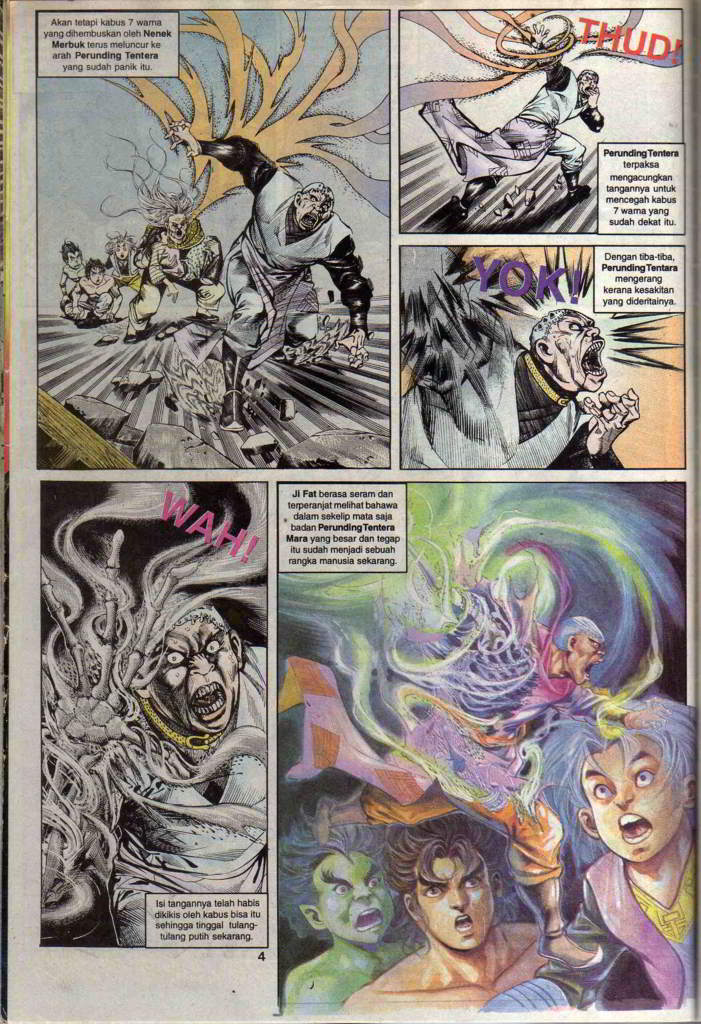 Akan tetapi kabus 7 warna
yang dihembuskan oleh Nenek
Merbuk terus meluncur ke
arah Perunding Tentera
yang sudah panik itu.
THUD!
Perunding Tentera
terpaksa
mengacungkan
tangannya untuk
mencegah kabus
7 warna yang
sudah dekat itu.
YOK!
Dengan tiba-tiba,
Perunding Tentara
mengerang
kerana kesakitan
yang dideritainya.
WAH!
Isi tangannya telah habis
dikikis oleh kabus bisa itu
sehingga tinggal tulang-
tulang putih sekarang.
Ji Fat berasa seram dan
terperanjat melihat bahawa
dalam sekelip mata saja
badan Perunding Tentera
Mara yang besar dan tegap
itu sudah menjadi sebuah
rangka manusia sekarang.
4